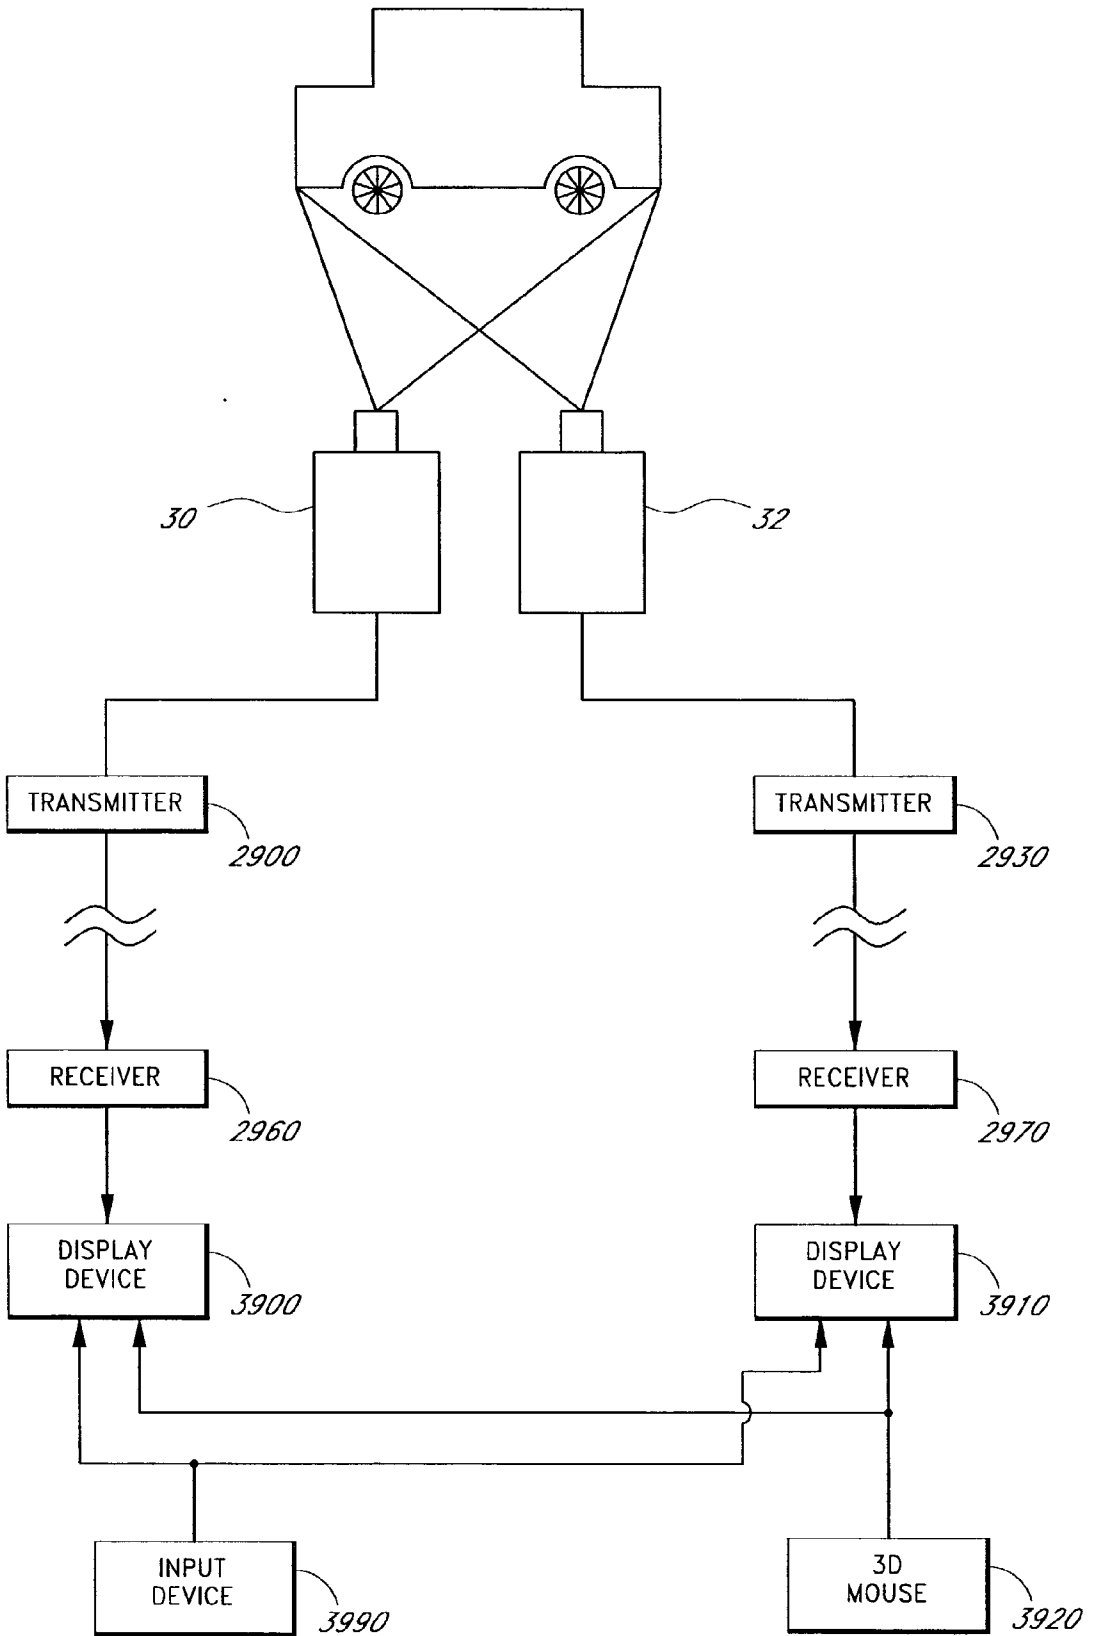 30
32
TRANSMITTER
2900
TRANSMITTER
2930
RECEIVER
2960
RECEIVER
2970
DISPLAY
DEVICE
3900
DISPLAY
DEVICE
3910
INPUT
DEVICE
3990
3D
MOUSE
3920